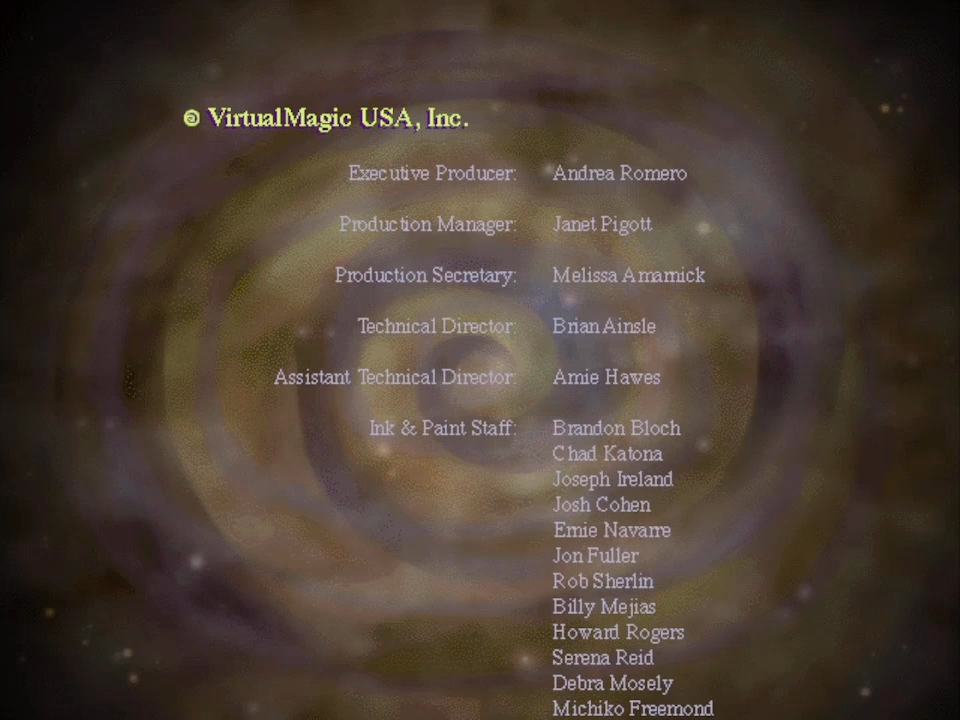 VirtualMagic USA, Inc.
Executive Producer: Andrea Romero
Production Manager: Janet Pigott
Production Secretary: Melissa Amarnick
Technical Director: Brian Ainsle
Assistant Technical Director: Amie Hawes
Ink & Paint Staff: Brandon Bloch
Chad Katona
Joseph Ireland
Josh Cohen
Ernie Navarre
Jon Fuller
Rob Sherlin
Billy Mejias
Howard Rogers
Serena Reid
Debra Mosely
Michiko Freemond